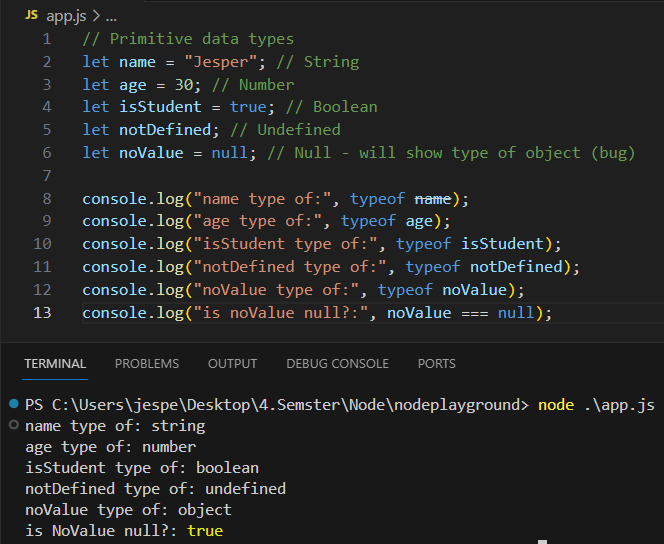 JS app.js > ...
1 // Primitive data types
2 let name = "Jesper"; // String
3 let age = 30; // Number
4 let isStudent = true; // Boolean
5 let notDefined; // Undefined
6 let noValue = null; // Null - will show type of object (bug)
7
8 console.log("name type of:", typeof name);
9 console.log("age type of:", typeof age);
10 console.log("isStudent type of:", typeof isStudent);
11 console.log("notDefined type of:", typeof notDefined);
12 console.log("noValue type of:", typeof noValue);
13 console.log("is noValue null?:", noValue === null);
TERMINAL PROBLEMS OUTPUT DEBUG CONSOLE PORTS
PS C:\Users\jespe\Desktop\4.Semster\Node\nodeplayground> node .\app.js
name type of: string
age type of: number
isStudent type of: boolean
notDefined type of: undefined
noValue type of: object
is NoValue null?: true